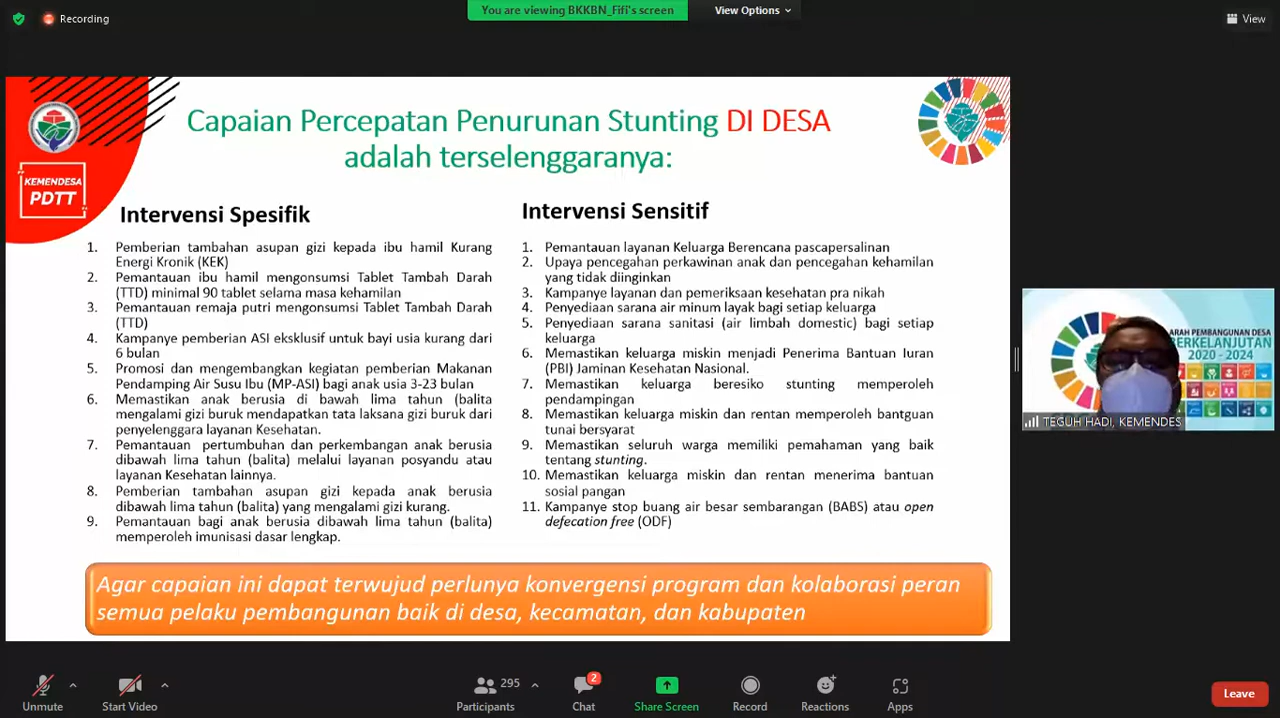 Recording
You are viewing BKKBN_Fifi's screen
View Options
View
KEMENDESA
PDTT
Capaian Percepatan Penurunan Stunting DI DESA
adalah terselenggaranya:
Intervensi Spesifik
1. Pemberian tambahan asupan gizi kepada ibu hamil Kurang
Energi Kronik (KEK)
2. Pemantauan ibu hamil mengonsumsi Tablet Tambah Darah
(TTD) minimal 90 tablet selama masa kehamilan
3. Pemantauan remaja putri mengonsumsi Tablet Tambah Darah
(TTD)
4. Kampanye pemberian ASI eksklusif untuk bayi usia kurang dari
6 bulan
5. Promosi dan mengembangkan kegiatan pemberian Makanan
Pendamping Air Susu Ibu (MP-ASI) bagi anak usia 3-23 bulan
6. Memastikan anak berusia di bawah lima tahun (balita
mengalami gizi buruk mendapatkan tata laksana gizi buruk dari
penyelenggara layanan Kesehatan.
7. Pemantauan pertumbuhan dan perkembangan anak berusia
dibawah lima tahun (balita) melalui layanan posyandu atau
layanan Kesehatan lainnya.
8. Pemberian tambahan asupan gizi kepada anak berusia
dibawah lima tahun (balita) yang mengalami gizi kurang.
9. Pemantauan bagi anak berusia dibawah lima tahun (balita)
memperoleh imunisasi dasar lengkap.
Intervensi Sensitif
1. Pemantauan layanan Keluarga Berencana pascapersalinan
2. Upaya pencegahan perkawinan anak dan pencegahan kehamilan
yang tidak diinginkan
3. Kampanye layanan dan pemeriksaan kesehatan pra nikah
4. Penyediaan sarana air minum layak bagi setiap keluarga
5. Penyediaan sarana sanitasi (air limbah domestic) bagi setiap
keluarga
6. Memastikan keluarga miskin menjadi Penerima Bantuan Iuran
(PBI) Jaminan Kesehatan Nasional.
7. Memastikan keluarga beresiko stunting memperoleh
pendampingan
8. Memastikan keluarga miskin dan rentan memperoleh bantguan
tunai bersyarat
9. Memastikan seluruh warga memiliki pemahaman yang baik
tentang stunting.
10. Memastikan keluarga miskin dan rentan menerima bantuan
sosial pangan
11. Kampanye stop buang air besar sembarangan (BABS) atau open
defecation free (ODF)
Agar capaian ini dapat terwujud perlunya konvergensi program dan kolaborasi peran
semua pelaku pembangunan baik di desa, kecamatan, dan kabupaten
ARAH PEMBANGUNAN DESA
BERKELANJUTAN
2020 - 2024
TEGUH HADI, KEMENDES
Unmute
Start Video
295
Participants
2
Chat
Share Screen
Record
Reactions
Apps
Leave